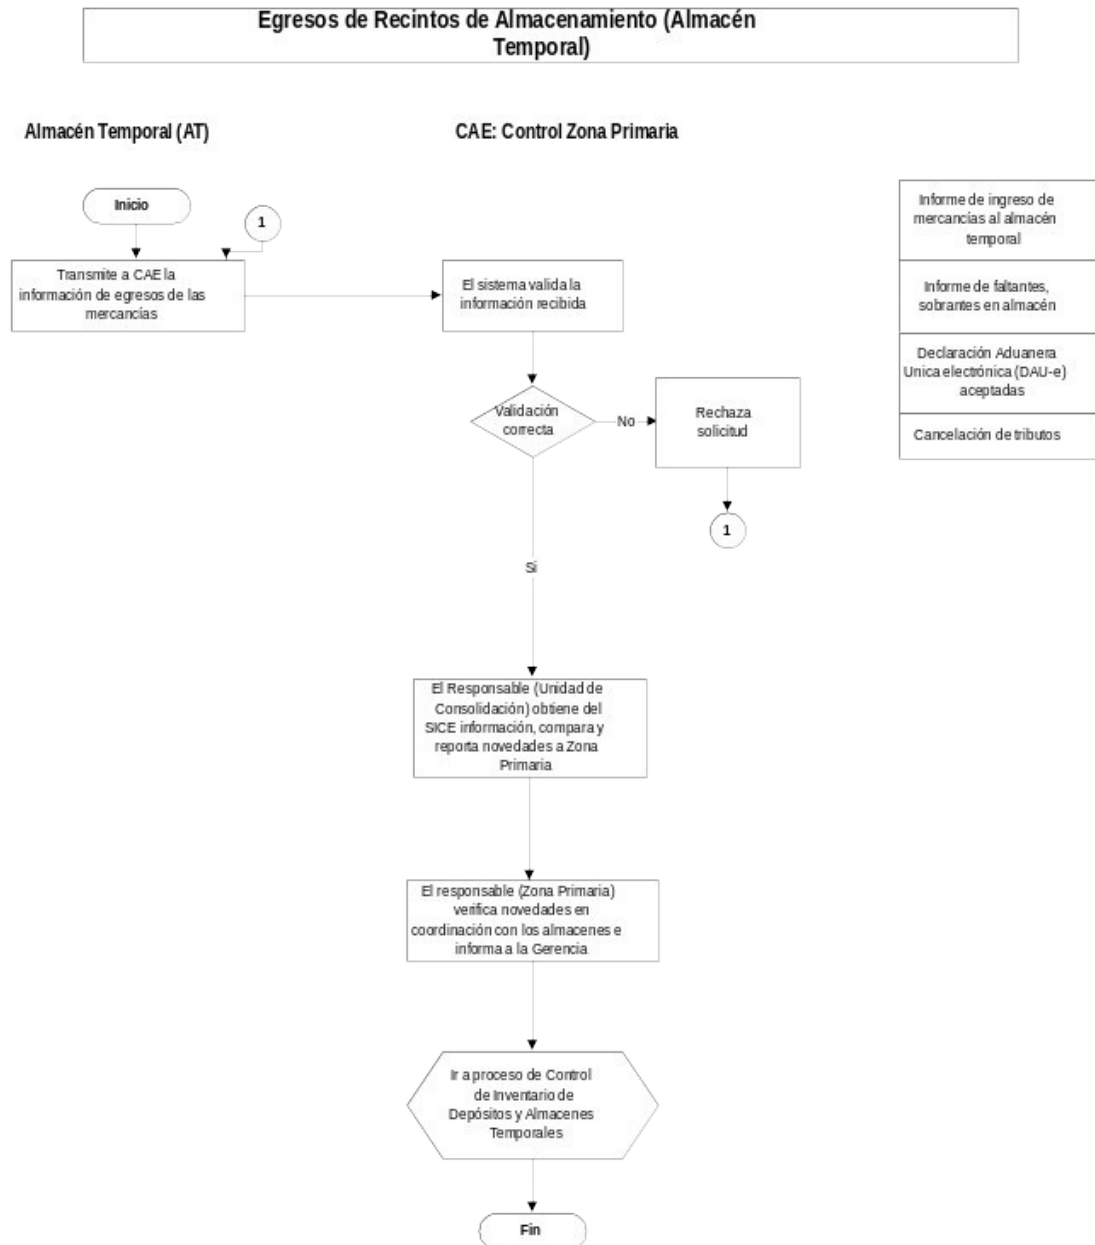 Egresos de Recintos de Almacenamiento (Almacén
Temporal)
Almacén Temporal (AT)
CAE: Control Zona Primaria
Inicio
1
Transmite a CAE la
información de egresos de las
mercancías
El sistema valida la
información recibida
Validación
correcta
No
Rechaza
solicitud
1
Si
El Responsable (Unidad de
Consolidación) obtiene del
SICE información, compara y
reporta novedades a Zona
Primaria
El responsable (Zona Primaria)
verifica novedades en
coordinación con los almacenes e
informa a la Gerencia
Ir a proceso de Control
de Inventario de
Depósitos y Almacenes
Temporales
Fin
Informe de ingreso de
mercancías al almacén
temporal
Informe de faltantes,
sobrantes en almacén
Declaración Aduanera
Unica electrónica (DAU-e)
aceptadas
Cancelación de tributos